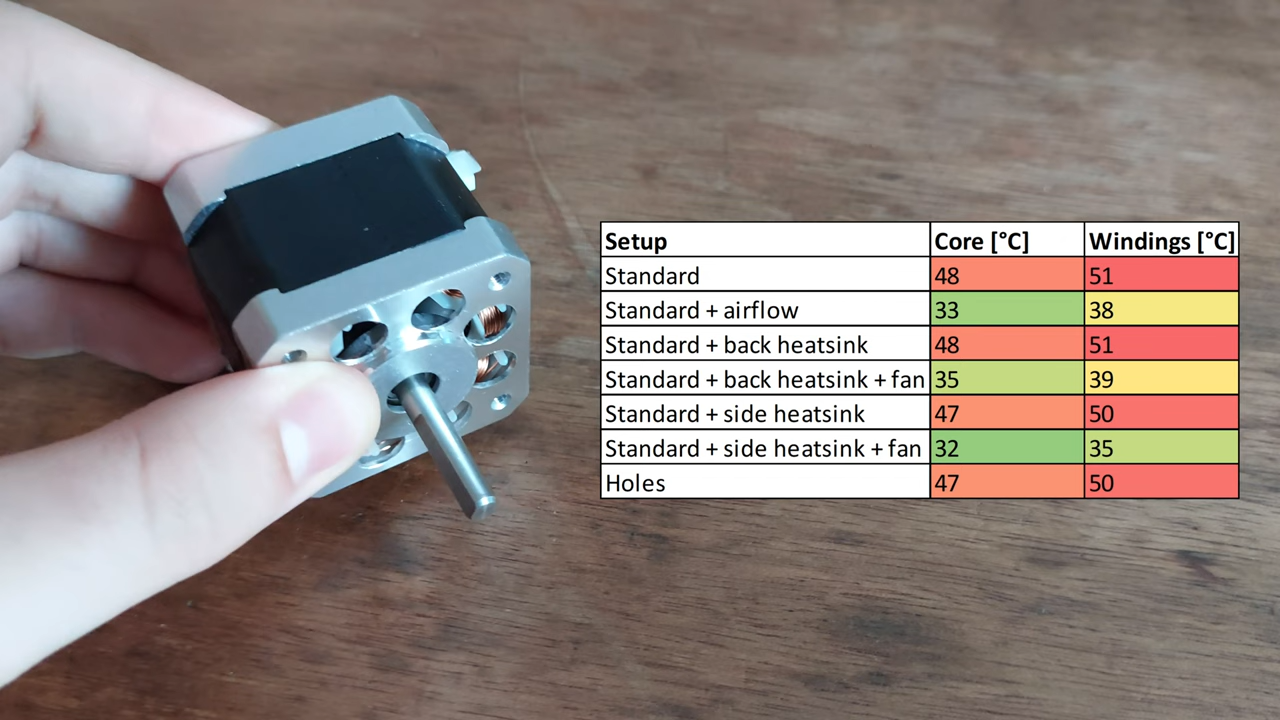 Setup Core [°C] Windings [°C]
Standard 48 51
Standard + airflow 33 38
Standard + back heatsink 48 51
Standard + back heatsink + fan 35 39
Standard + side heatsink 47 50
Standard + side heatsink + fan 32 35
Holes 47 50